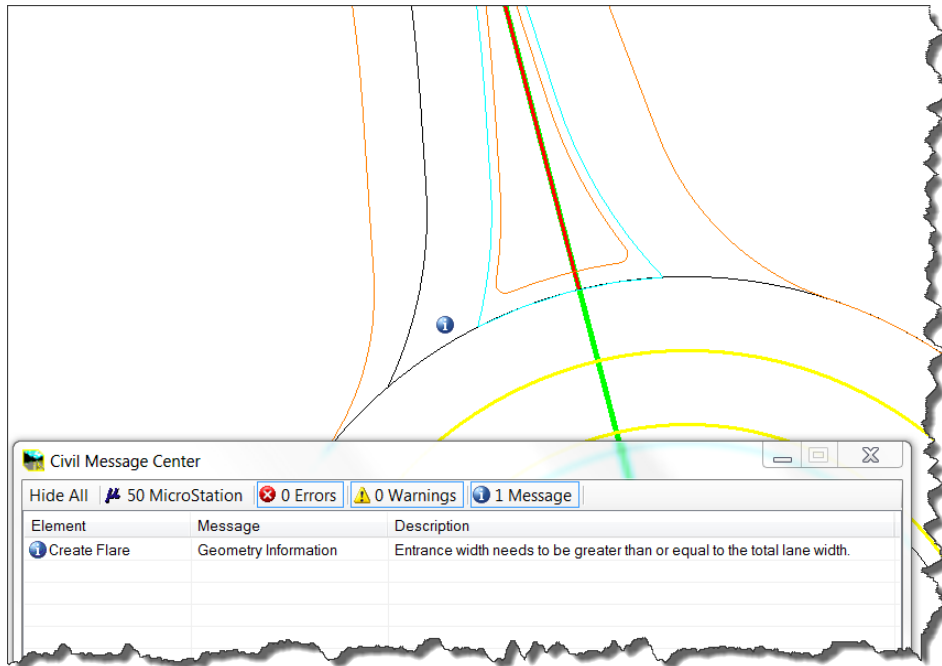 Civil Message Center
Hide All µ 50 MicroStation 0 Errors 0 Warnings 1 Message
Element Message Description
Create Flare Geometry Information Entrance width needs to be greater than or equal to the total lane width.